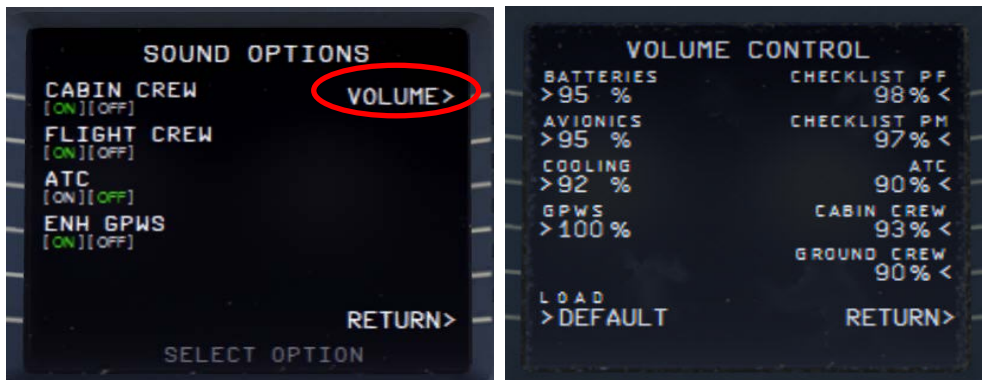 SOUND OPTIONS
CABIN CREW
[ON][OFF]
VOLUME>
FLIGHT CREW
[ON][OFF]
ATC
[ON][OFF]
ENH GPWS
[ON][OFF]
RETURN>
SELECT OPTION
VOLUME CONTROL
BATTERIES CHECKLIST PF
>95 % 98%<
AVIONICS CHECKLIST PM
>95 % 97%<
COOLING ATC
>92 % 90%<
GPWS CABIN CREW
>100% 93%<
GROUND CREW
90%<
LOAD
>DEFAULT RETURN>